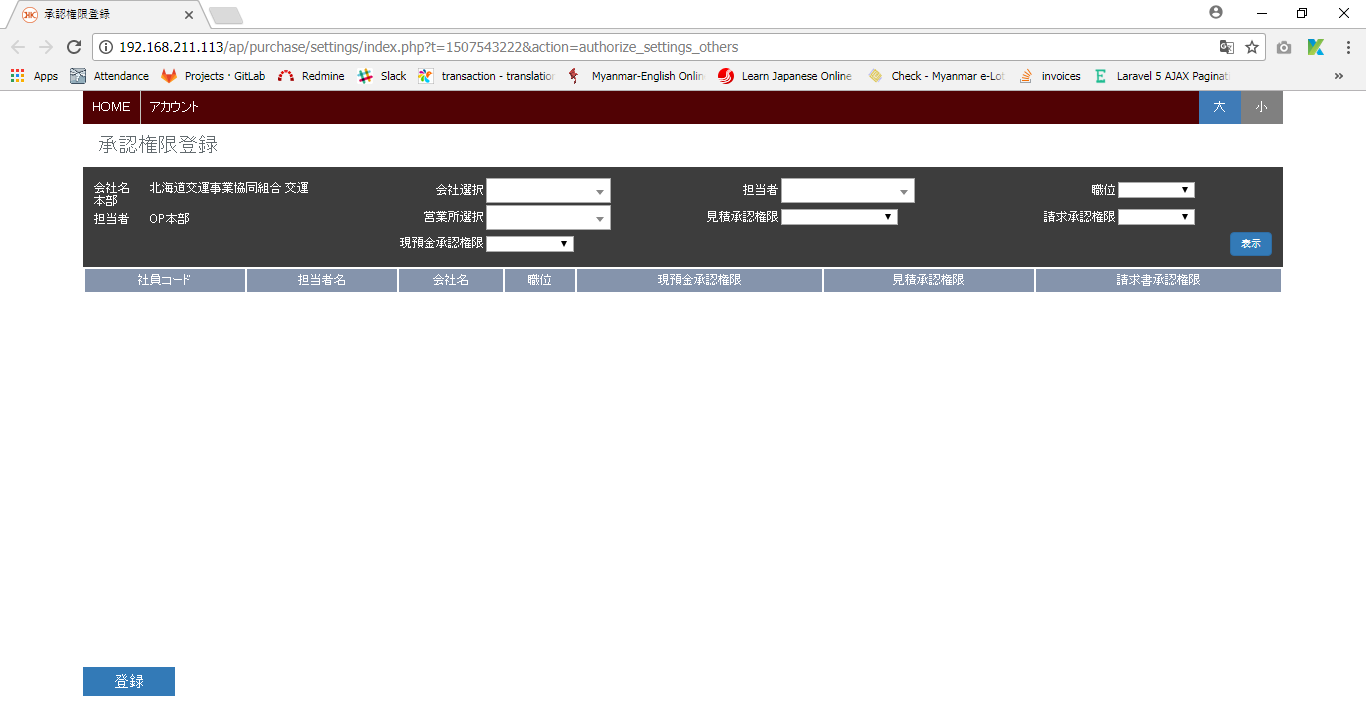 承認権限登録
192.168.211.113/ap/purchase/settings/index.php?t=1507543222&action=authorize_settings_others
Apps Attendance Projects · GitLab Redmine Slack transaction - translation Myanmar-English Onlin Learn Japanese Online Check - Myanmar e-Lot invoices Laravel 5 AJAX Paginati »
HOME アカウント 大 小
承認権限登録
会社名 北海道交運事業協同組合 交運 会社選択 担当者 職位
本部
担当者 OP本部 営業所選択 見積承認権限 請求承認権限
現預金承認権限
表示
社員コード 担当者名 会社名 職位 現預金承認権限 見積承認権限 請求書承認権限
登録